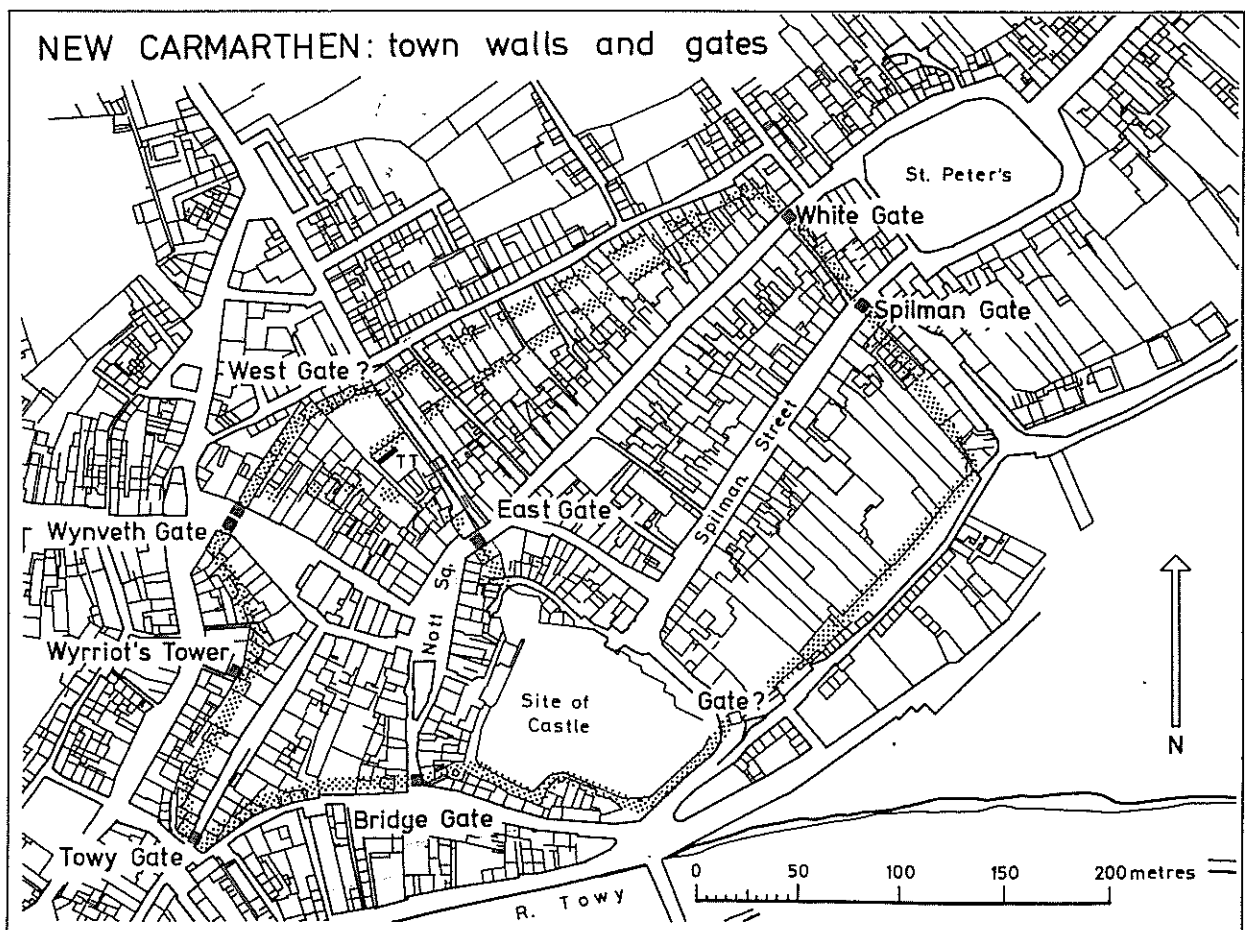 NEW CARMARTHEN: town walls and gates
St. Peter's
White Gate
Spilman Gate
West Gate ?
Spilman Street
TT
East Gate
Wynveth Gate
Nott Sq.
Wyrriot's Tower
Gate ?
Site of
Castle
N
Bridge Gate
Towy Gate
0 50 100 150 200 metres
R. Towy